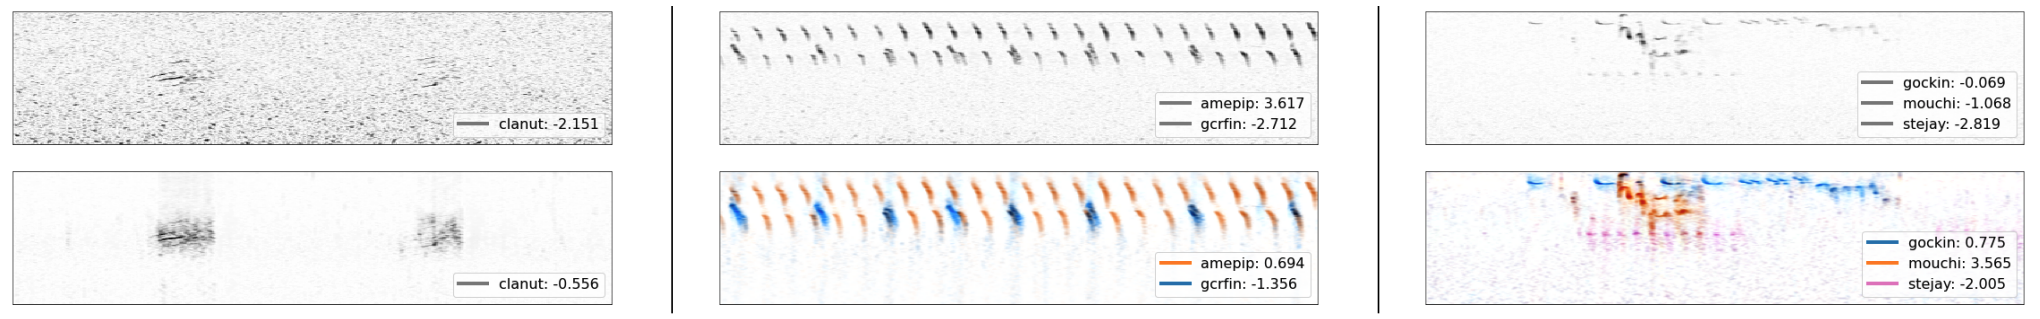 clanut: -2.151
clanut: -0.556
amepip: 3.617
gcrfin: -2.712
amepip: 0.694
gcrfin: -1.356
gockin: -0.069
mouchi: -1.068
stejay: -2.819
gockin: 0.775
mouchi: 3.565
stejay: -2.005